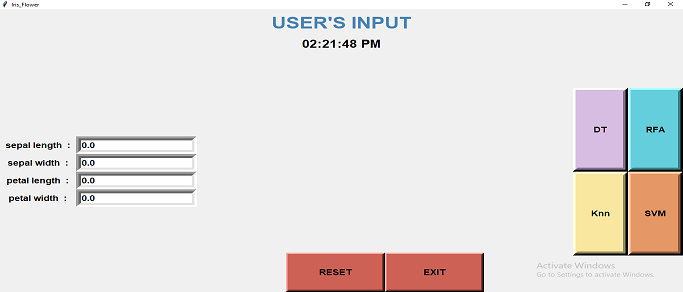 Iris_Flower
USER'S INPUT
02:21:48 PM
DT
RFA
sepal length :
0.0
sepal width :
0.0
petal length :
0.0
petal width :
0.0
Knn
SVM
RESET
EXIT
Activate Windows
Go to Settings to activate Windows.